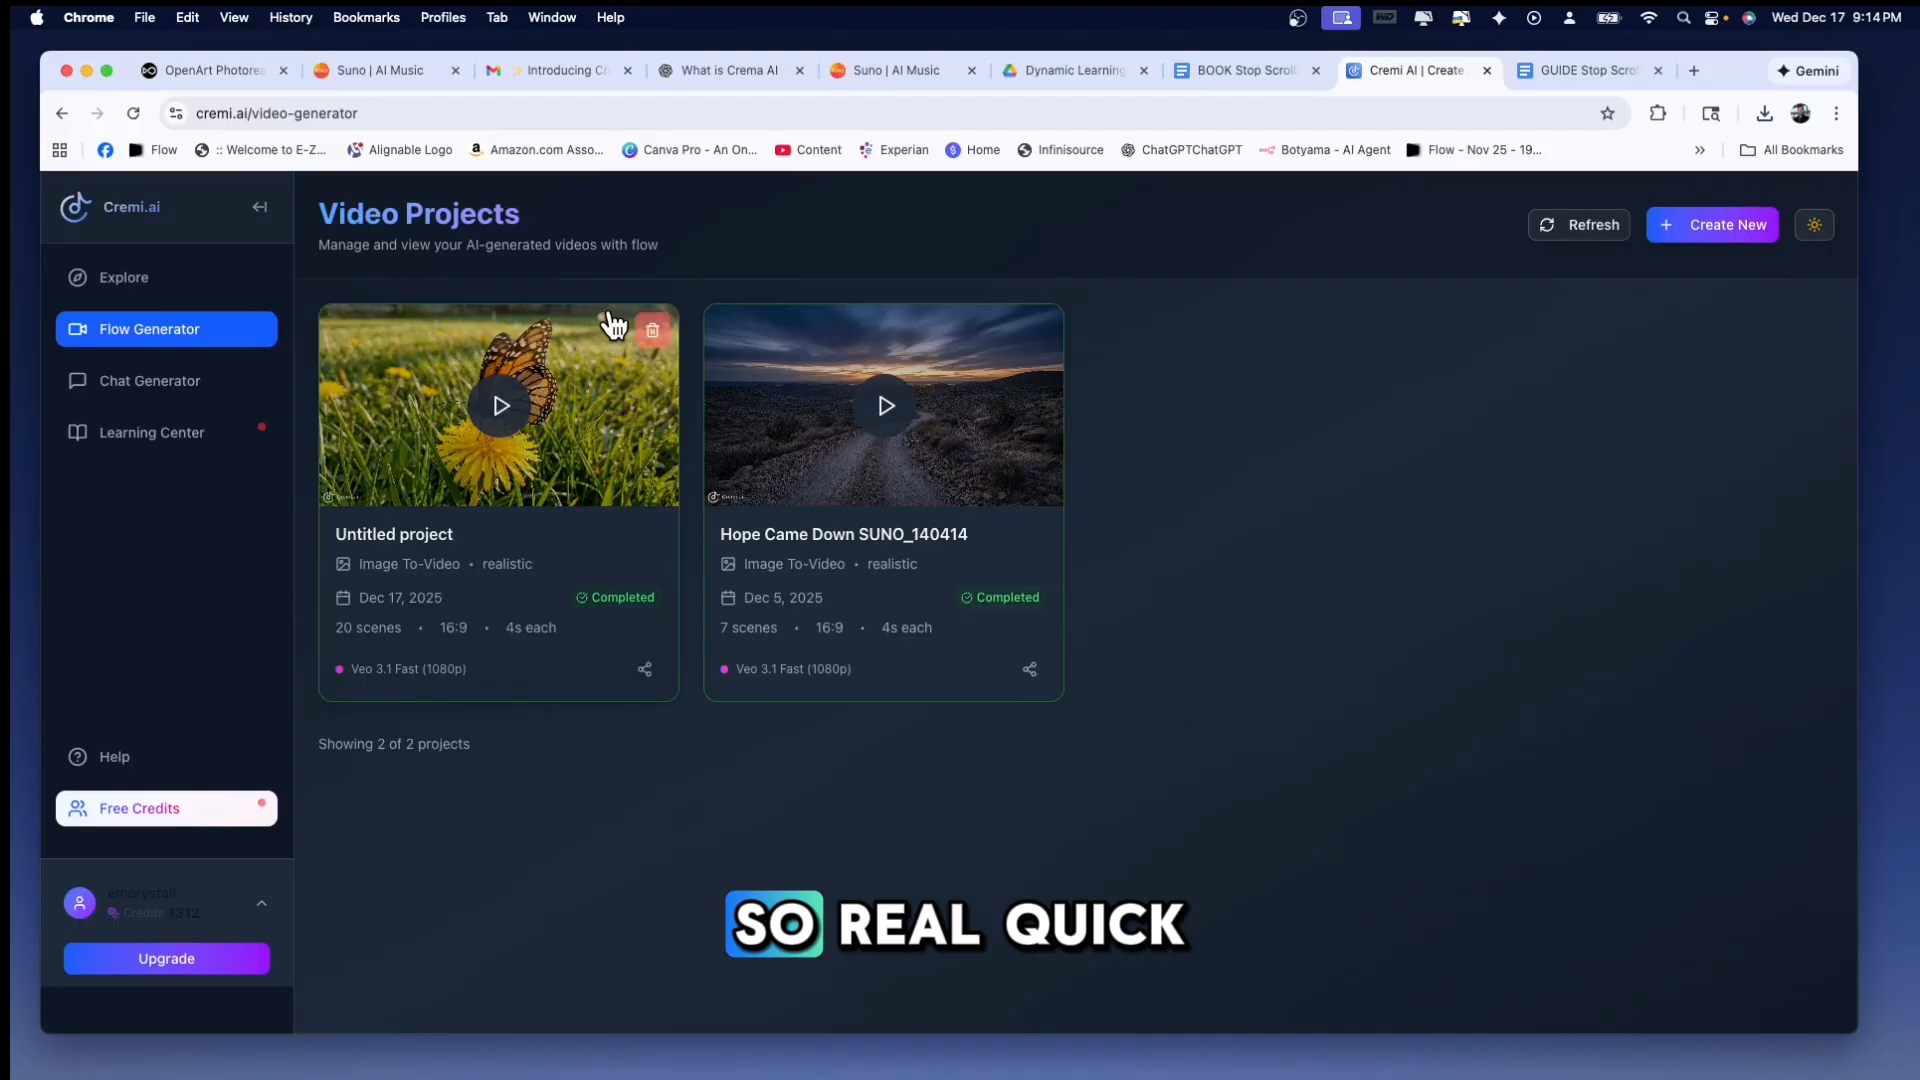 Chrome File Edit View History Bookmarks Profiles Tab Window Help Wed Dec 17 9:14 PM
OpenArt Photorea Suno | AI Music Introducing Cr What is Crema AI Suno | AI Music Dynamic Learning BOOK Stop Scroll Cremi AI | Create GUIDE Stop Scrol Gemini
cremi.ai/video-generator
Flow :: Welcome to E-Z... Alignable Logo Amazon.com Asso... Canva Pro - An On... Content Experian Home Infinisource ChatGPTChatGPT Botyama - AI Agent Flow - Nov 25 - 19... All Bookmarks
Cremi.ai
Explore
Flow Generator
Chat Generator
Learning Center
Help
Free Credits
emorysfall
Credits 1312
Upgrade
Video Projects
Manage and view your AI-generated videos with flow
Refresh
+ Create New
Untitled project
Image To-Video • realistic
Dec 17, 2025 Completed
20 scenes • 16:9 • 4s each
Veo 3.1 Fast (1080p)
Hope Came Down SUNO_140414
Image To-Video • realistic
Dec 5, 2025 Completed
7 scenes • 16:9 • 4s each
Veo 3.1 Fast (1080p)
Showing 2 of 2 projects
SO REAL QUICK